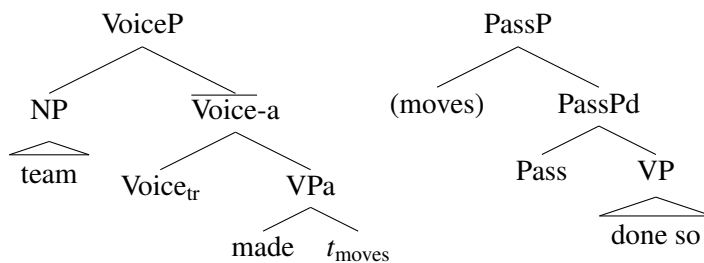 VoiceP PassP
NP Voice-a (moves) PassPd
team Voice_tr VPa Pass VP
made t_moves done so